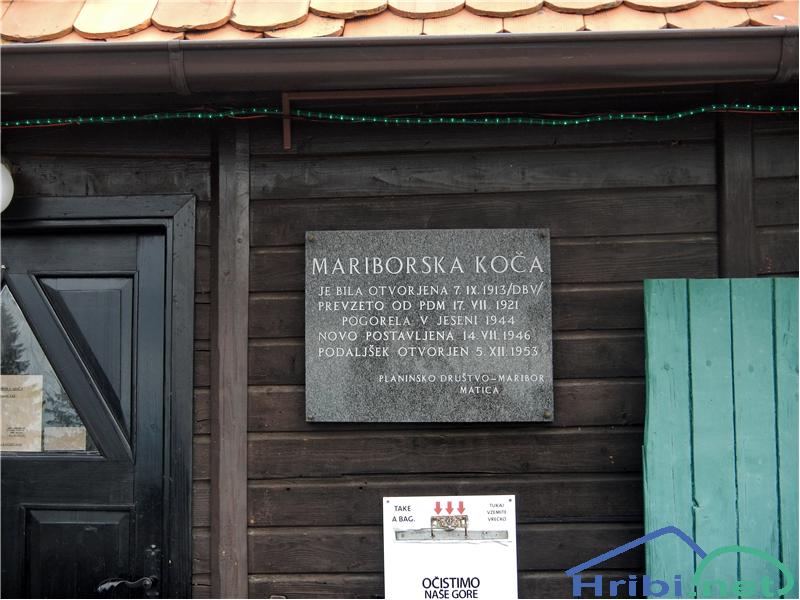 MARIBORSKA KOČA
JE BILA OTVORJENA 7. IX. 1913/DBV/
PREVZETO OD PDM 17. VII. 1921
POGORELA V JESENI 1944
NOVO POSTAVLJENA 14. VII. 1946
PODALJŠEK OTVORJEN 5. XII. 1953
PLANINSKO DRUŠTVO–MARIBOR
MATICA
TAKE
A BAG.
TUKAJ
VZEMITE
VREČKO
OČISTIMO
NAŠE GORE
Hribi.net